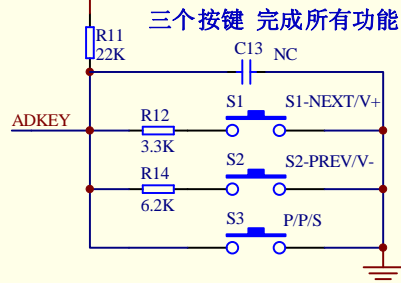 三个按键 完成所有功能
R11
22K
C13 NC
ADKEY
R12
3.3K
S1 S1-NEXT/V+
R14
6.2K
S2 S2-PREV/V-
S3 P/P/S